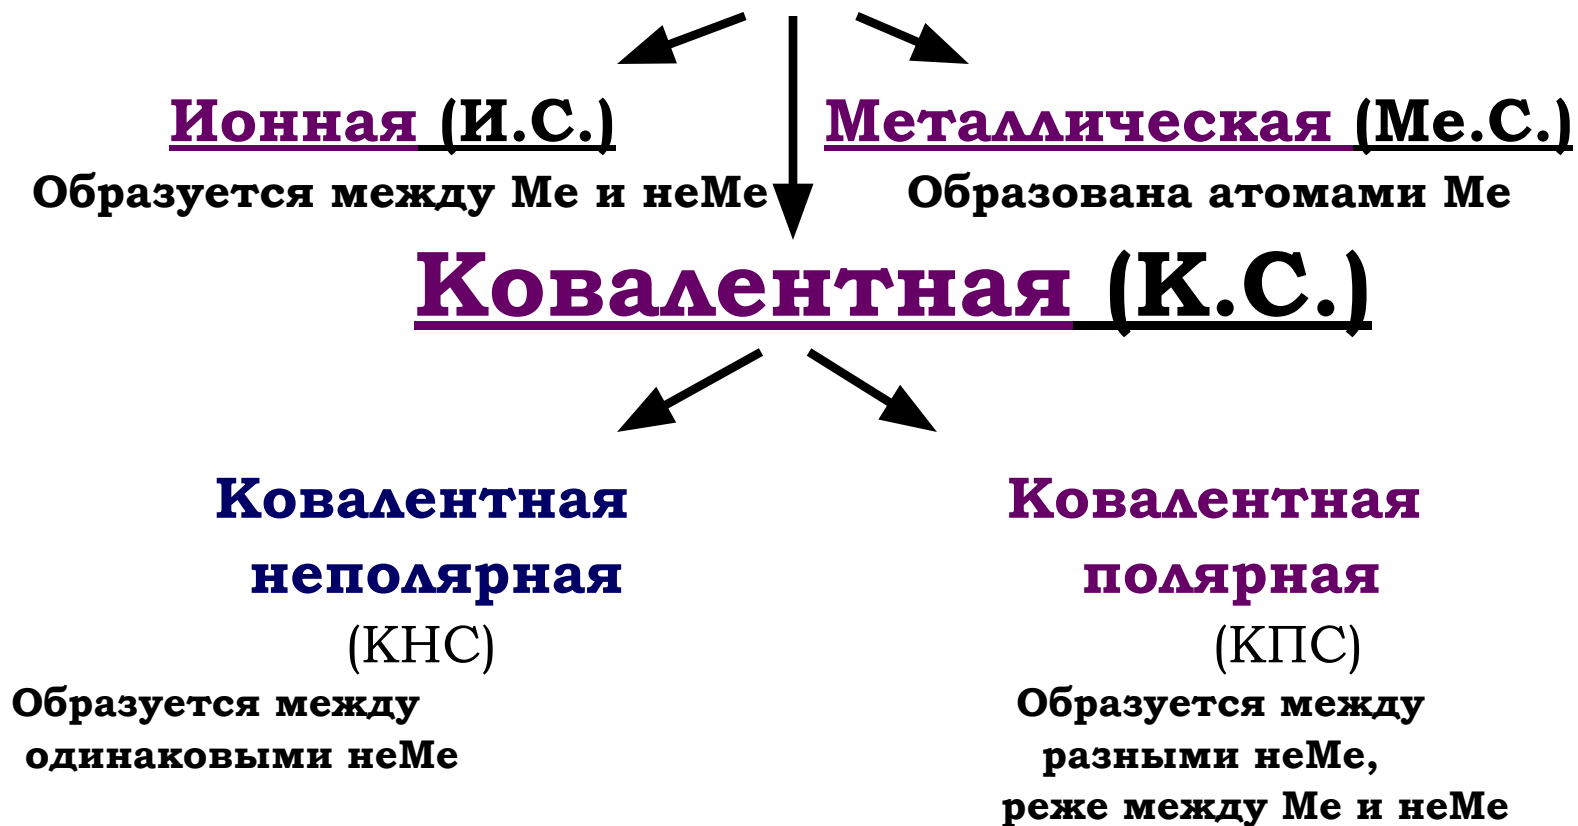 Ионная (И.С.)
Образуется между Ме и неМе
Металлическая (Ме.С.)
Образована атомами Ме
Ковалентная (К.С.)
Ковалентная
неполярная
(КНС)
Образуется между
одинаковыми неМе
Ковалентная
полярная
(КПС)
Образуется между
разными неМе,
реже между Ме и неМе